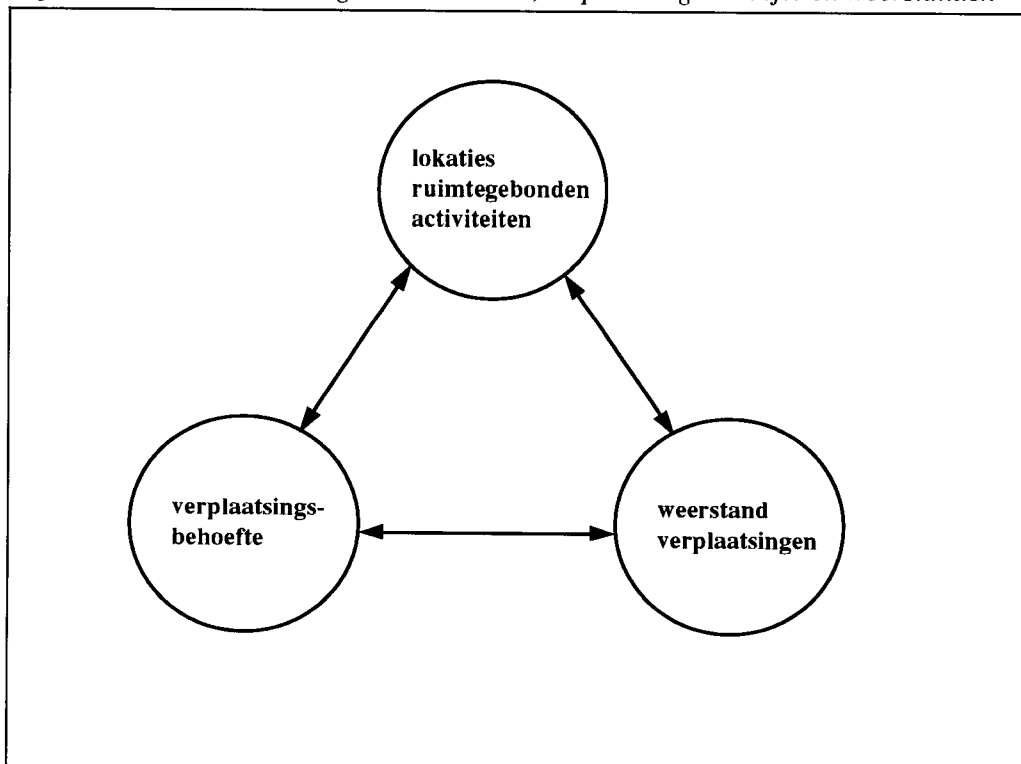 lokaties
ruimtegebonden
activiteiten
verplaatsings-
behoefte
weerstand
verplaatsingen